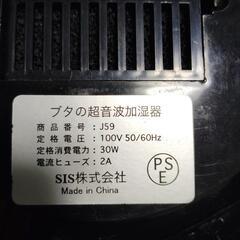 ブタの超音波加湿器
商品番号：J59
定格電圧：100V 50/60Hz
定格消費電力：30W
電流ヒューズ：2A
SIS株式会社
Made in China
PS
E